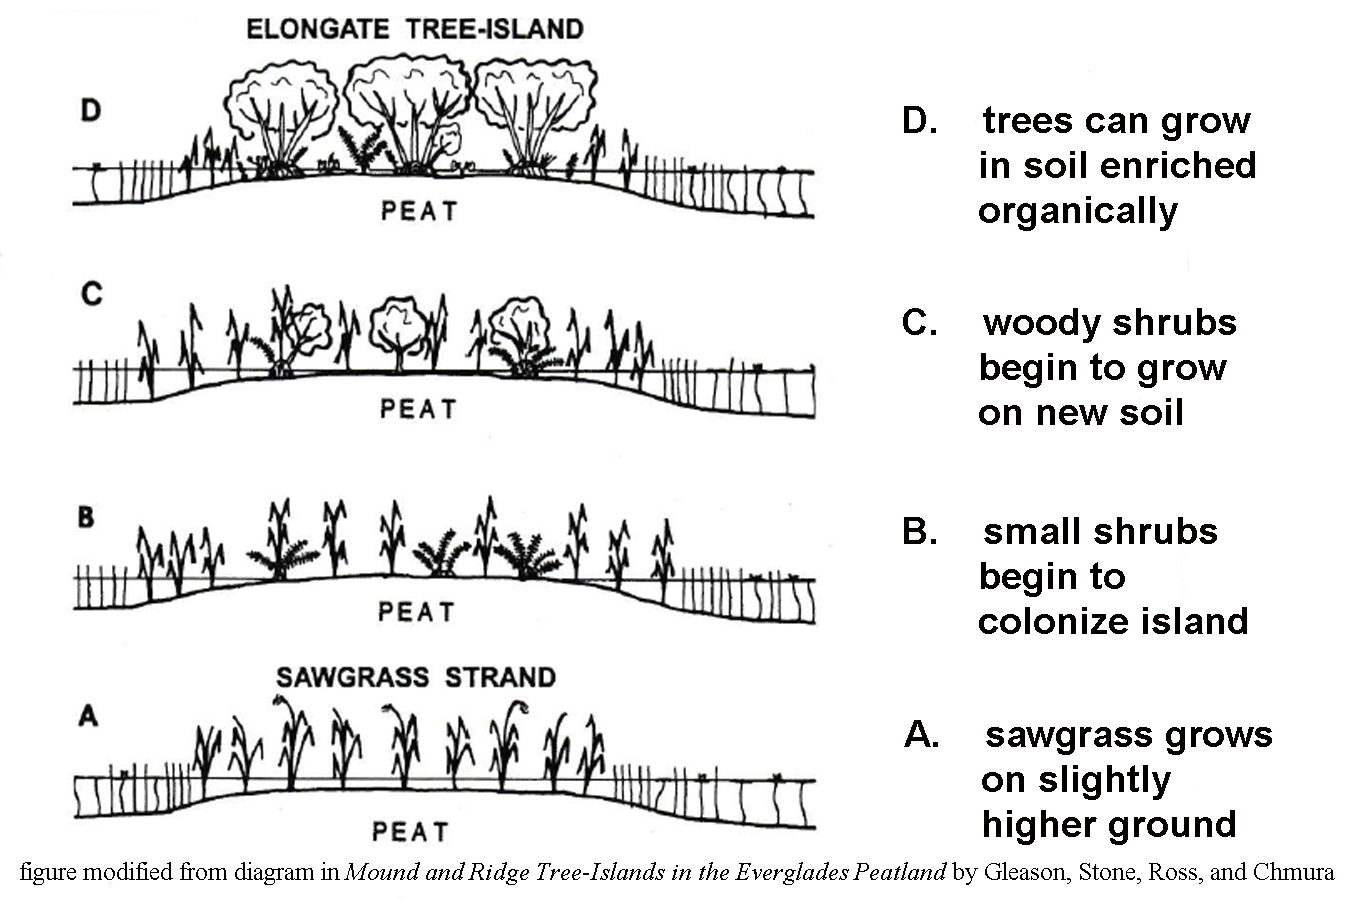 ELONGATE TREE-ISLAND
D
PEAT
D. trees can grow
in soil enriched
organically
C
PEAT
C. woody shrubs
begin to grow
on new soil
B
PEAT
B. small shrubs
begin to
colonize island
SAWGRASS STRAND
A
PEAT
A. sawgrass grows
on slightly
higher ground
figure modified from diagram in Mound and Ridge Tree-Islands in the Everglades Peatland by Gleason, Stone, Ross, and Chmura